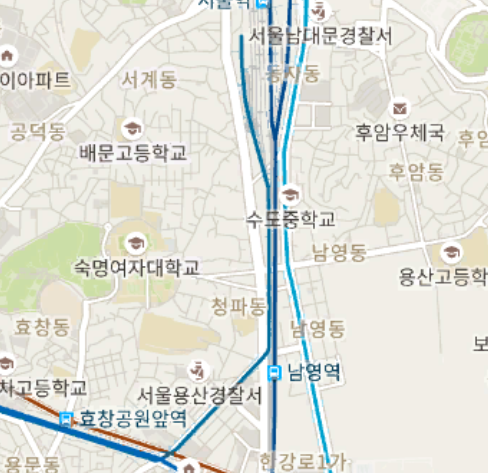 서울역
서울남대문경찰서
이아파트
서계동
동자동
공덕동
후암우체국
배문고등학교
후암동
수도중학교
숙명여자대학교
남영동
용산고등학
청파동
효창동
남영동
남영역
차고등학교
서울용산경찰서
효창공원앞역
용문동
한강로1가